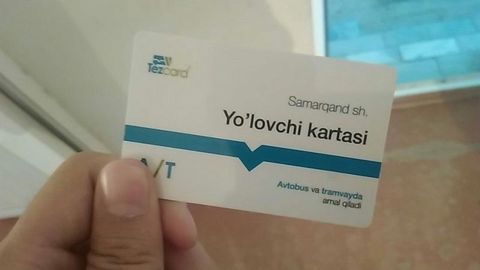 Tezcard
Samarqand sh.
Yo'lovchi kartasi
A/T
Avtobus va tramvayda
amal qiladi